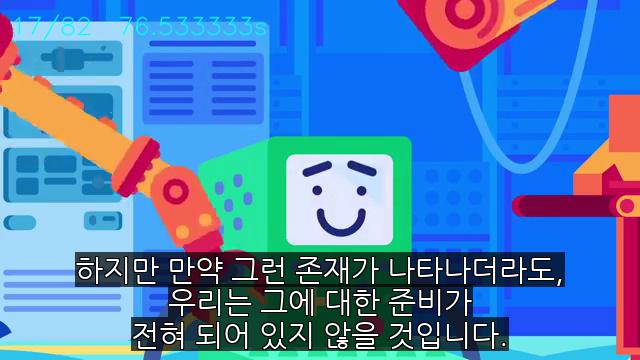 17/82 76.533333s
하지만 만약 그런 존재가 나타나더라도,
우리는 그에 대한 준비가
전혀 되어 있지 않을 것입니다.